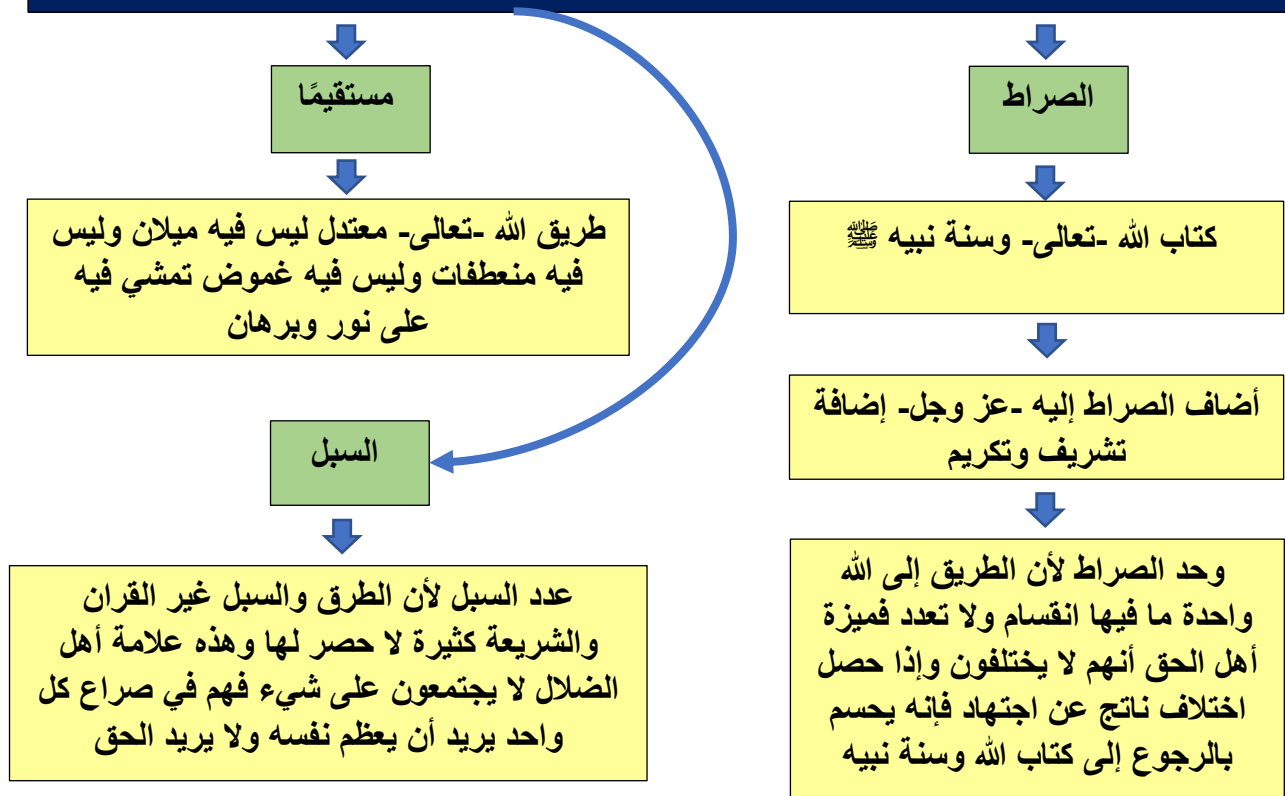 الصراط
كتاب الله -تعالى- وسنة نبيه ﷺ
أضاف الصراط إليه -عز وجل- إضافة
تشريف وتكريم
وحد الصراط لأن الطريق إلى الله
واحدة ما فيها انقسام ولا تعدد فميزة
أهل الحق أنهم لا يختلفون وإذا حصل
اختلاف ناتج عن اجتهاد فإنه يحسم
بالرجوع إلى كتاب الله وسنة نبيه
مستقيمًا
طريق الله -تعالى- معتدل ليس فيه ميلان وليس
فيه منعطفات وليس فيه غموض تمشي فيه
على نور وبرهان
السبل
عدد السبل لأن الطرق والسبل غير القران
والشريعة كثيرة لا حصر لها وهذه علامة أهل
الضلال لا يجتمعون على شيء فهم في صراع كل
واحد يريد أن يعظم نفسه ولا يريد الحق